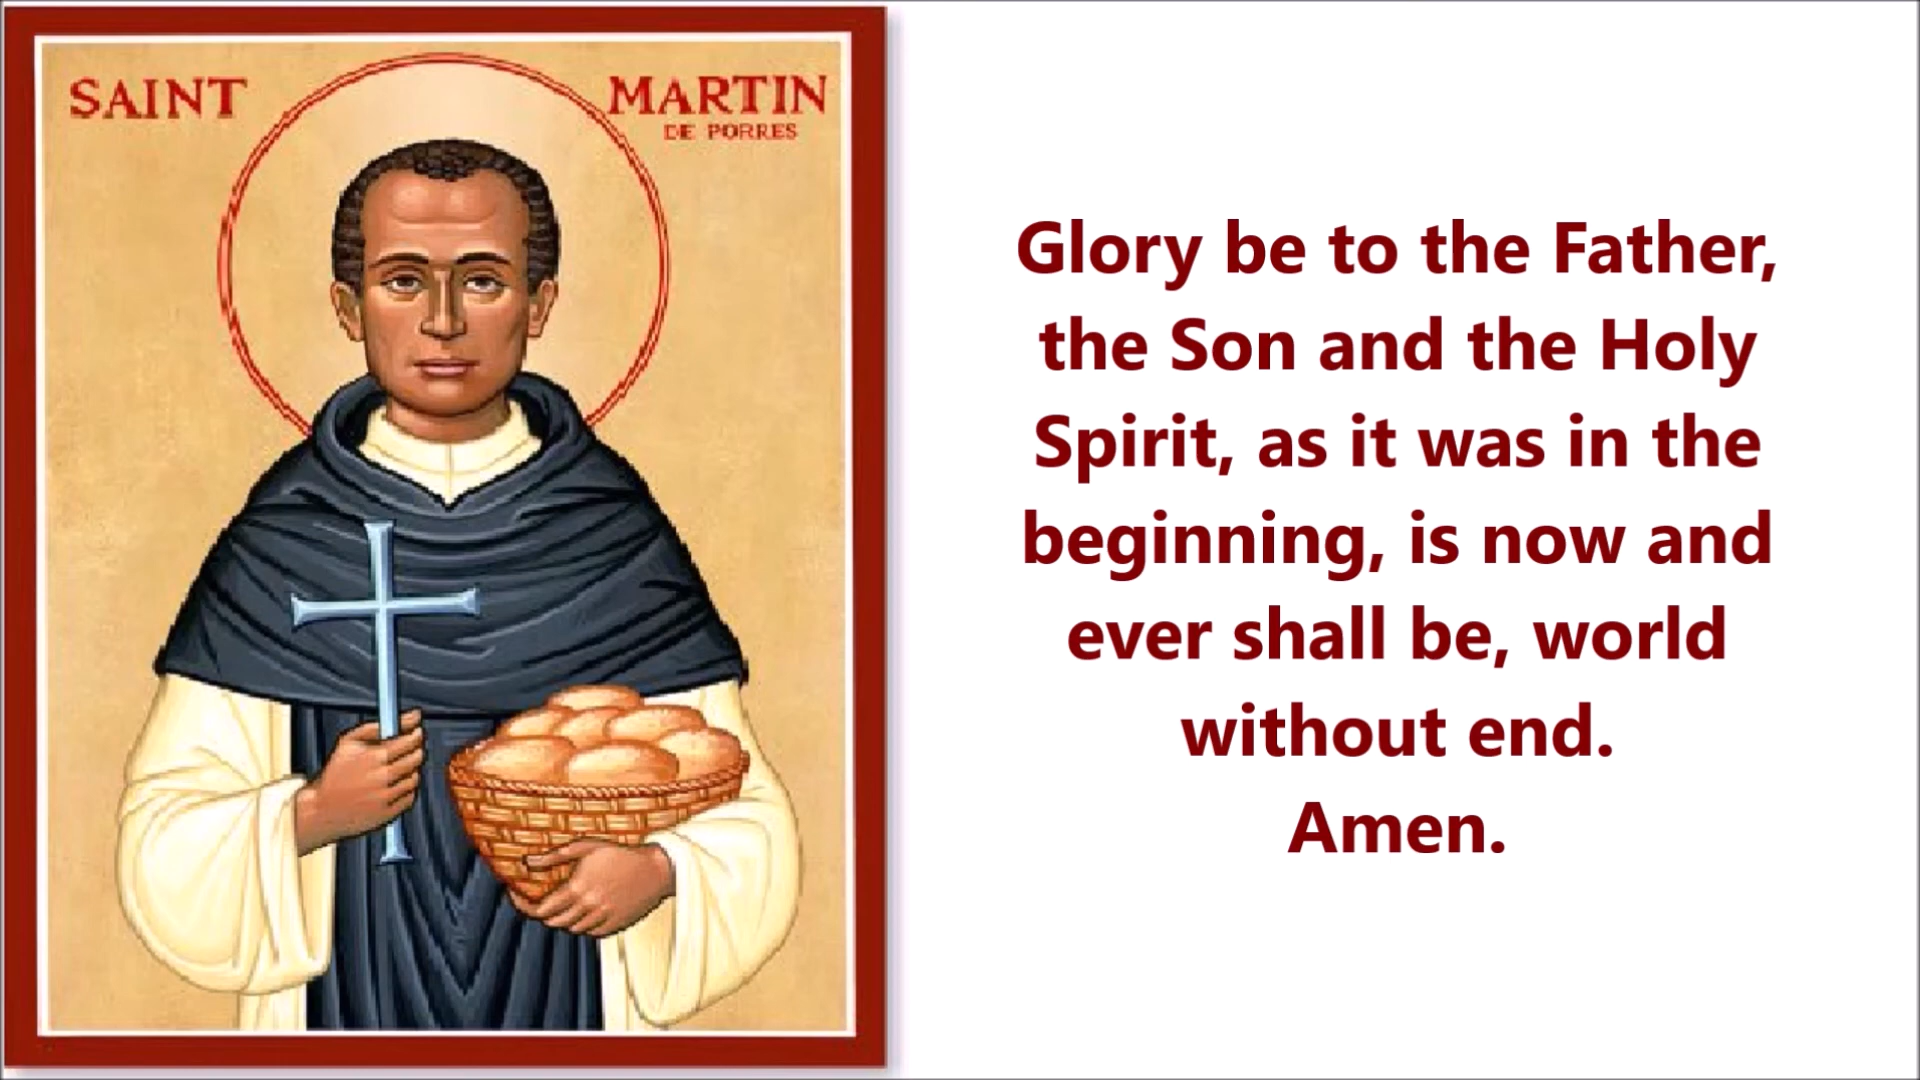 SAINT MARTIN
DE PORRES
Glory be to the Father,
the Son and the Holy
Spirit, as it was in the
beginning, is now and
ever shall be, world
without end.
Amen.